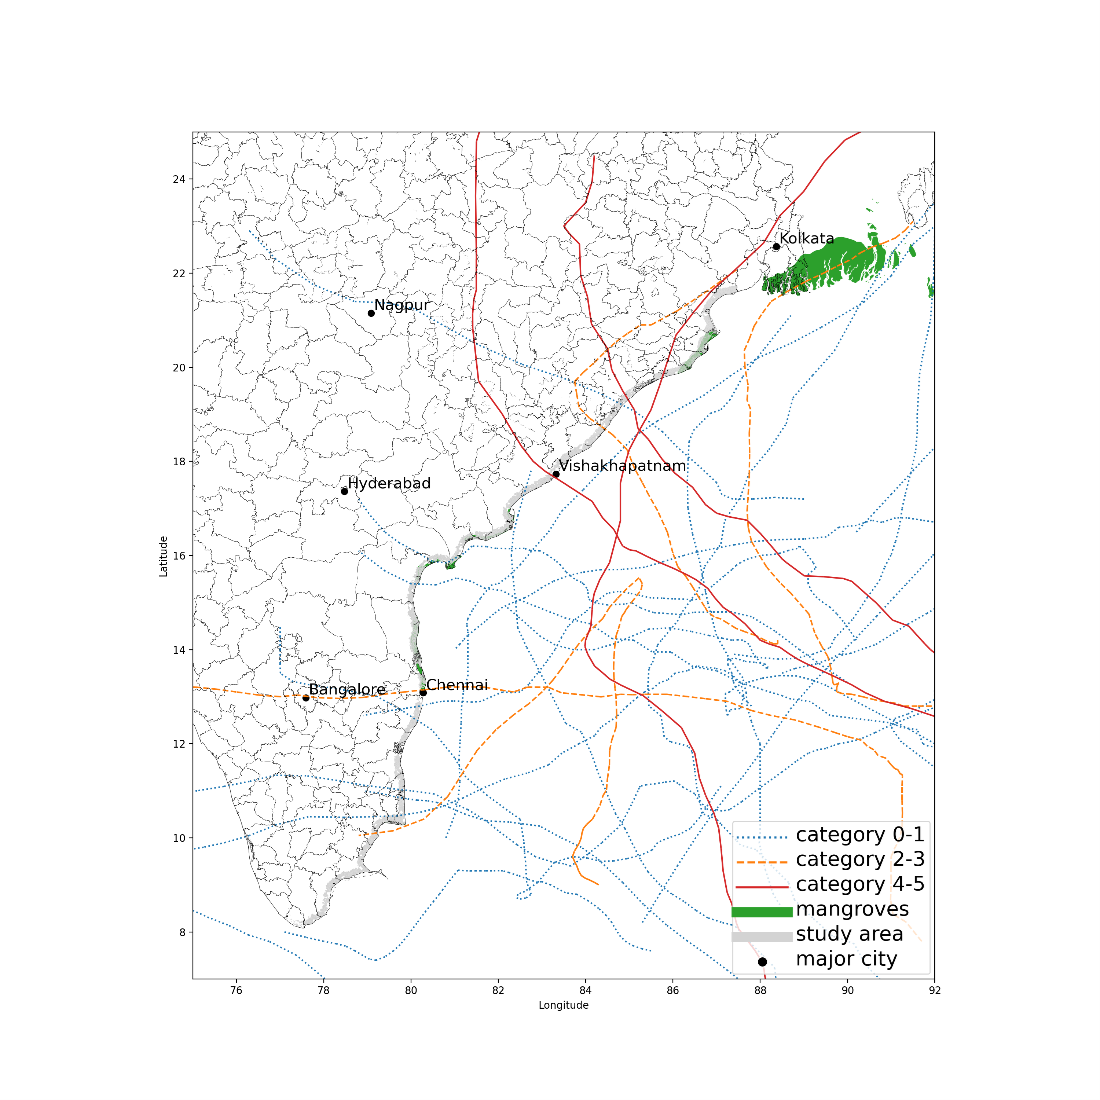 24
22
20
18
16
14
12
10
8
Latitude
Kolkata
Nagpur
Vishakhapatnam
Hyderabad
Chennai
Bangalore
category 0-1
category 2-3
category 4-5
mangroves
study area
major city
76 78 80 82 84 86 88 90 92
Longitude